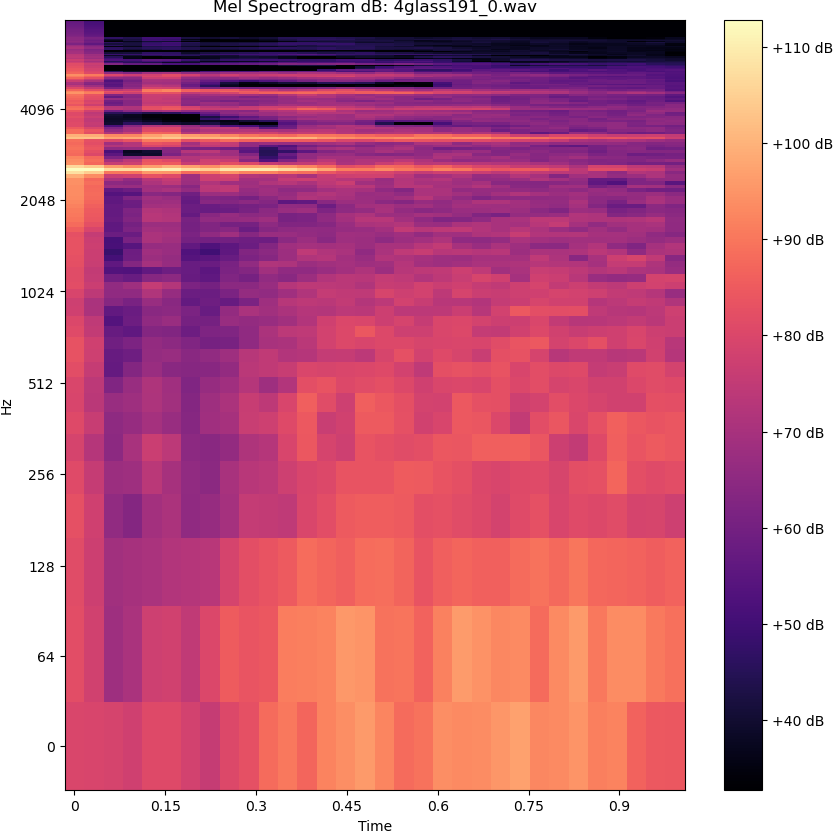 Mel Spectrogram dB: 4glass191_0.wav
+110 dB
4096
+100 dB
2048
+90 dB
1024
+80 dB
512
Hz
+70 dB
256
+60 dB
128
+50 dB
64
+40 dB
0
0 0.15 0.3 0.45 0.6 0.75 0.9
Time